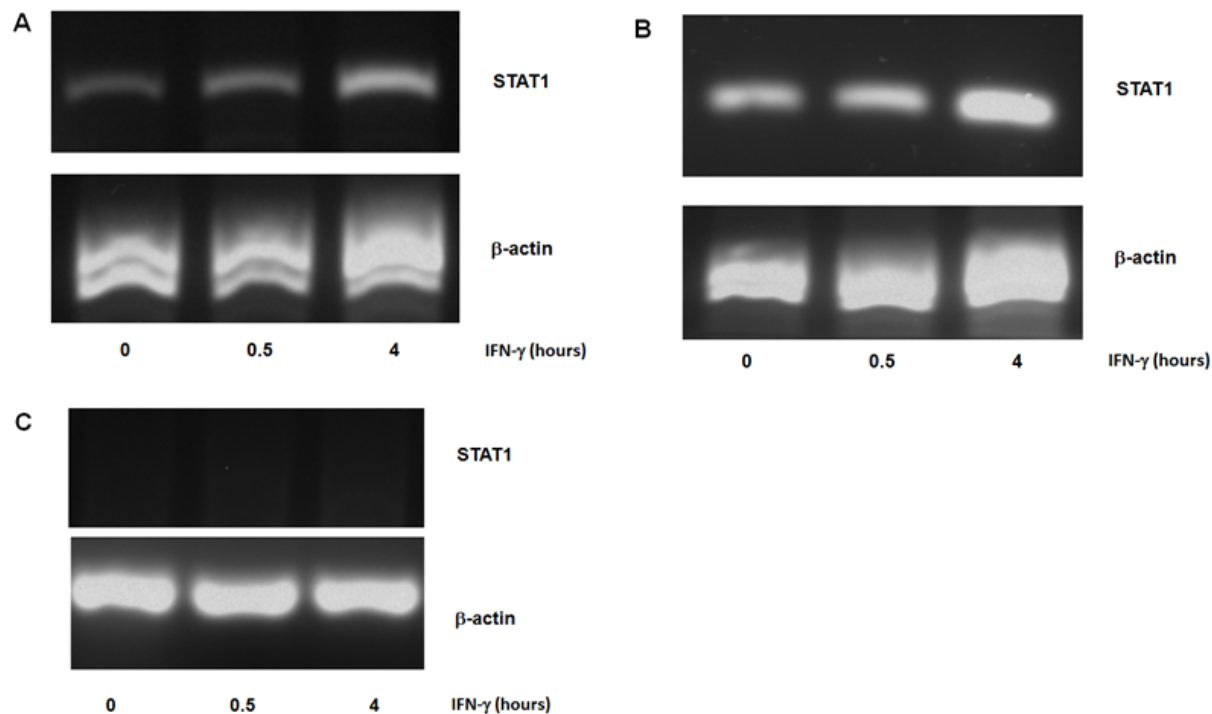 A
STAT1
β-actin
0 0.5 4 IFN-γ (hours)
B
STAT1
β-actin
0 0.5 4 IFN-γ (hours)
C
STAT1
β-actin
0 0.5 4 IFN-γ (hours)